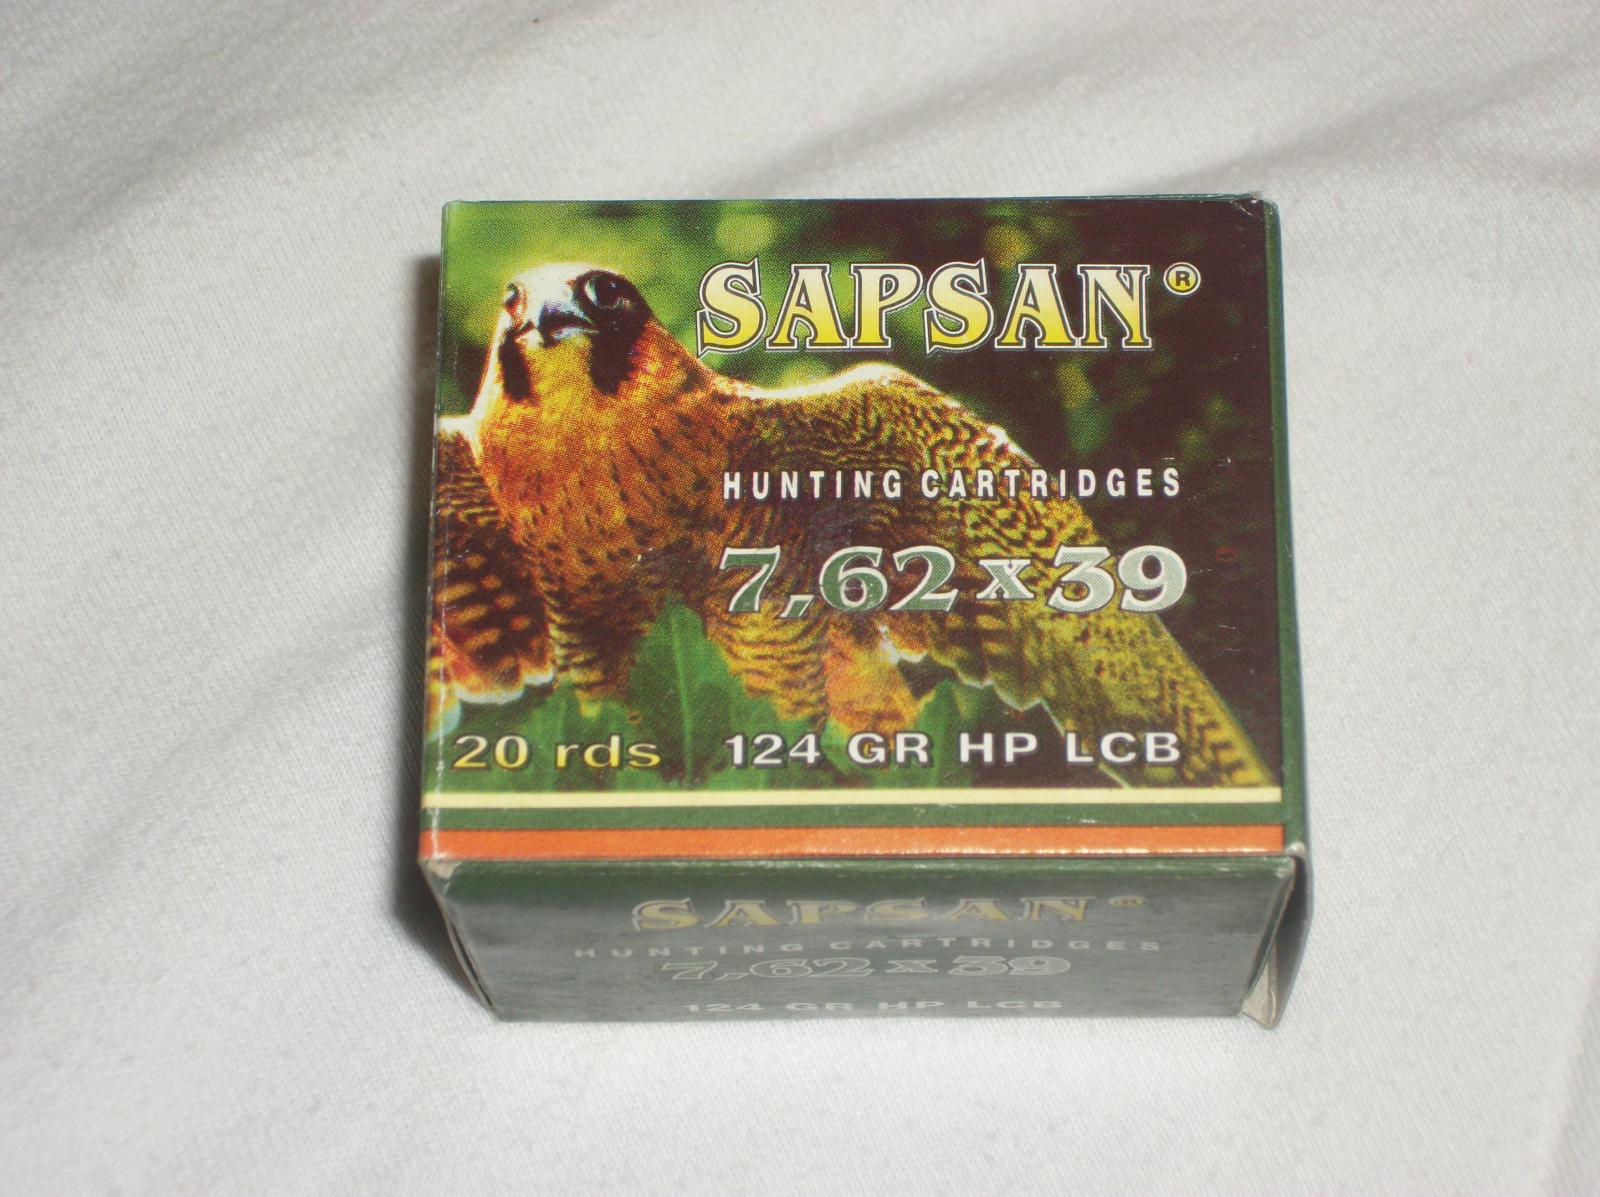 SAPSAN®
HUNTING CARTRIDGES
7,62x39
20 rds 124 GR HP LCB
SAPSAN®
HUNTING CARTRIDGES
7,62x39
124 GR HP LCB